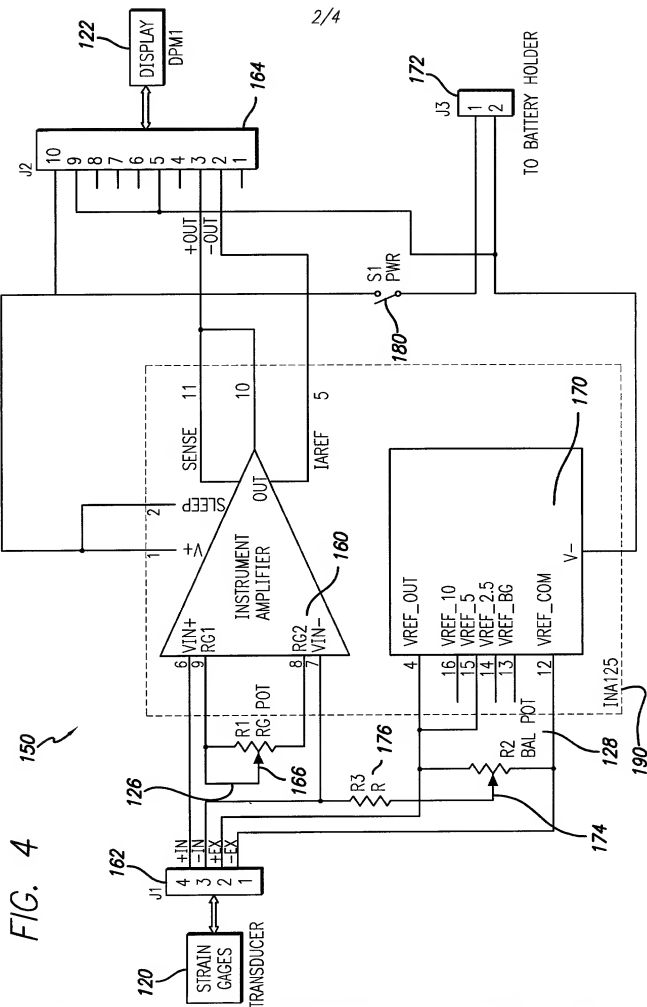 2/4
FIG. 4
150
122
DISPLAY
DPM1
164
J2
10
9
8
7
6
5
4
3
2
1
+OUT
-OUT
172
J3
1
2
TO BATTERY HOLDER
S1
PWR
180
SENSE
11
10
IAREF
5
OUT
1
V+
2
SLEEP
INSTRUMENT
AMPLIFIER
160
6
VIN+
9
RG1
8
RG2
7
VIN-
R1
RG POT
126
166
162
J1
4
3
2
1
+IN
-IN
+EX
-EX
120
STRAIN
GAGES
TRANSDUCER
176
R3
R
R2
BAL POT
174
128
170
4
VREF_OUT
16
VREF_10
15
VREF_5
14
VREF_2.5
13
VREF_BG
12
VREF_COM
V-
INA125
190